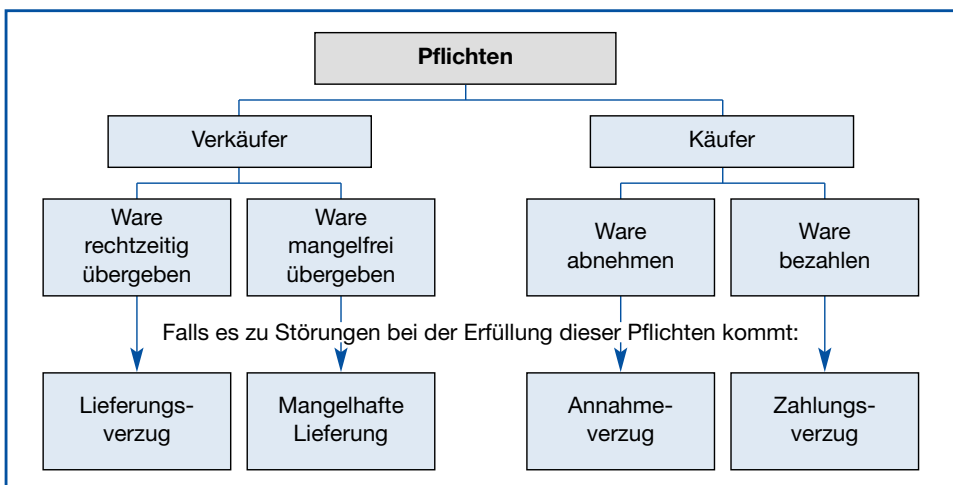 Pflichten
Verkäufer
Käufer
Ware
rechtzeitig
übergeben
Ware
mangelfrei
übergeben
Ware
abnehmen
Ware
bezahlen
Falls es zu Störungen bei der Erfüllung dieser Pflichten kommt:
Lieferungs-
verzug
Mangelhafte
Lieferung
Annahme-
verzug
Zahlungs-
verzug